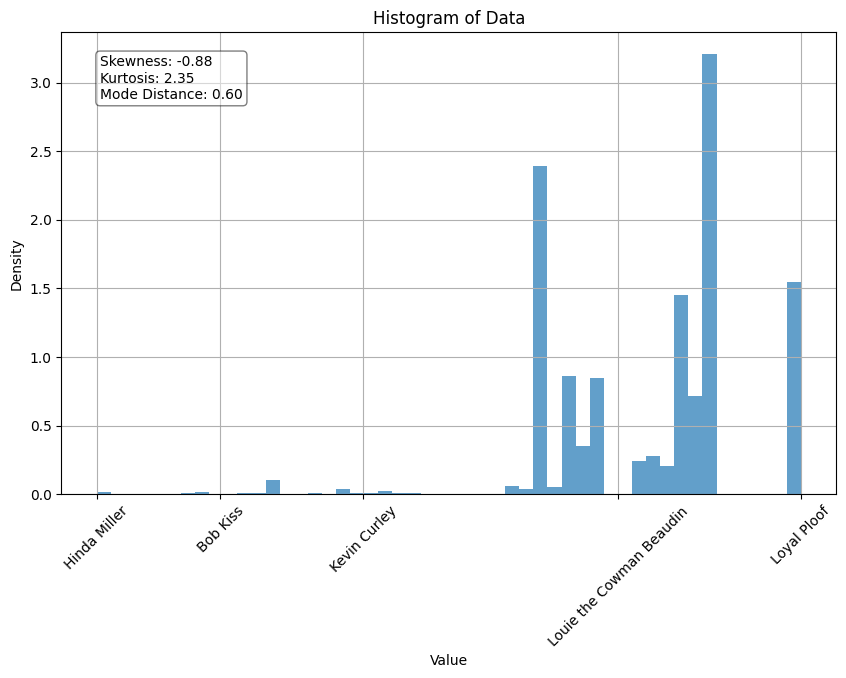 Histogram of Data
Skewness: -0.88
Kurtosis: 2.35
Mode Distance: 0.60
3.0
2.5
2.0
1.5
1.0
0.5
0.0
Density
Hinda Miller
Bob Kiss
Kevin Curley
Louie the Cowman Beaudin
Loyal Ploof
Value